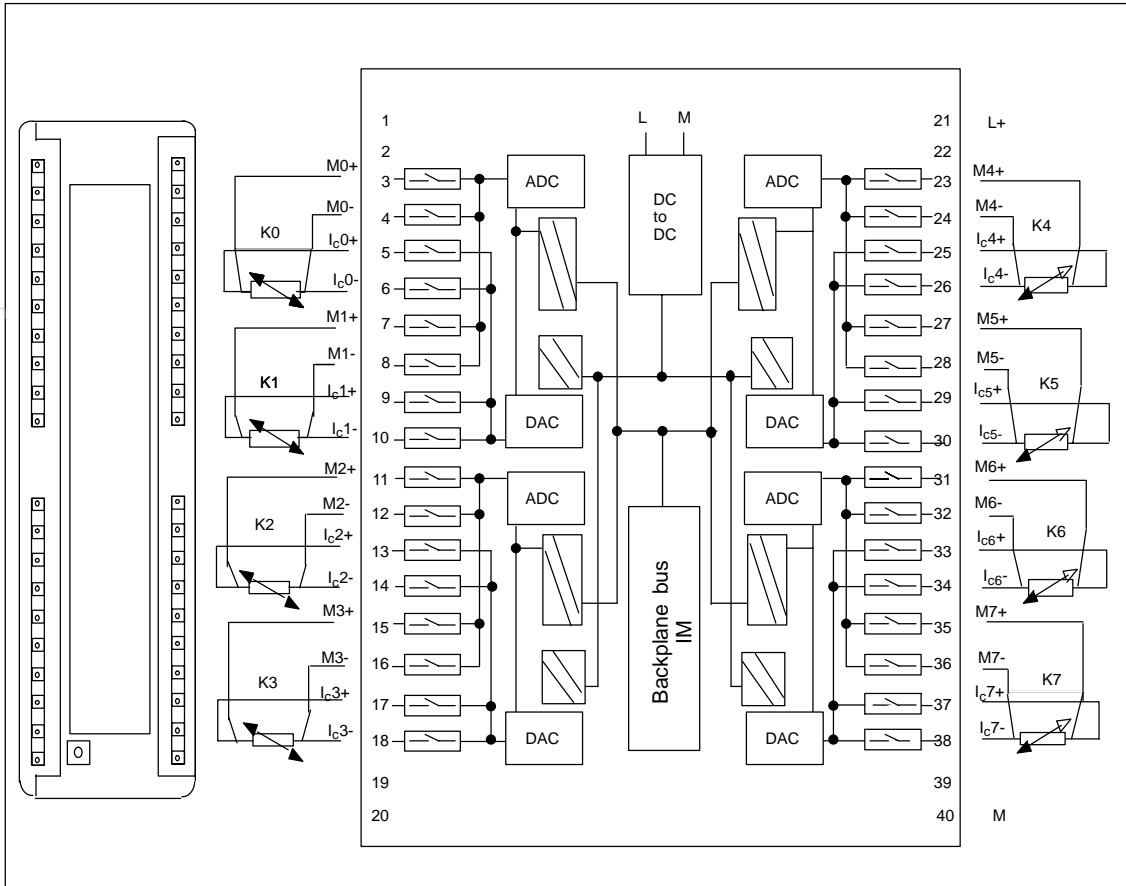 1
21
L+
2
22
L M
M0+
3
ADC
DC
to
DC
ADC
23
M4+
M0-
4
24
M4-
K0
K4
Ic0+
5
25
Ic4+
Ic0-
6
26
Ic4-
M1+
7
27
M5+
M1-
8
28
M5-
K1
K5
Ic1+
9
29
Ic5+
Ic1-
10
DAC
DAC
30
Ic5-
M2+
11
ADC
ADC
31
M6+
M2-
12
32
M6-
K2
K6
Ic2+
13
33
Ic6+
Ic2-
14
34
Ic6-
Backplane bus
IM
M3+
15
35
M7+
M3-
16
36
M7-
K3
K7
Ic3+
17
37
Ic7+
Ic3-
18
DAC
DAC
38
Ic7-
19
39
20
40
M